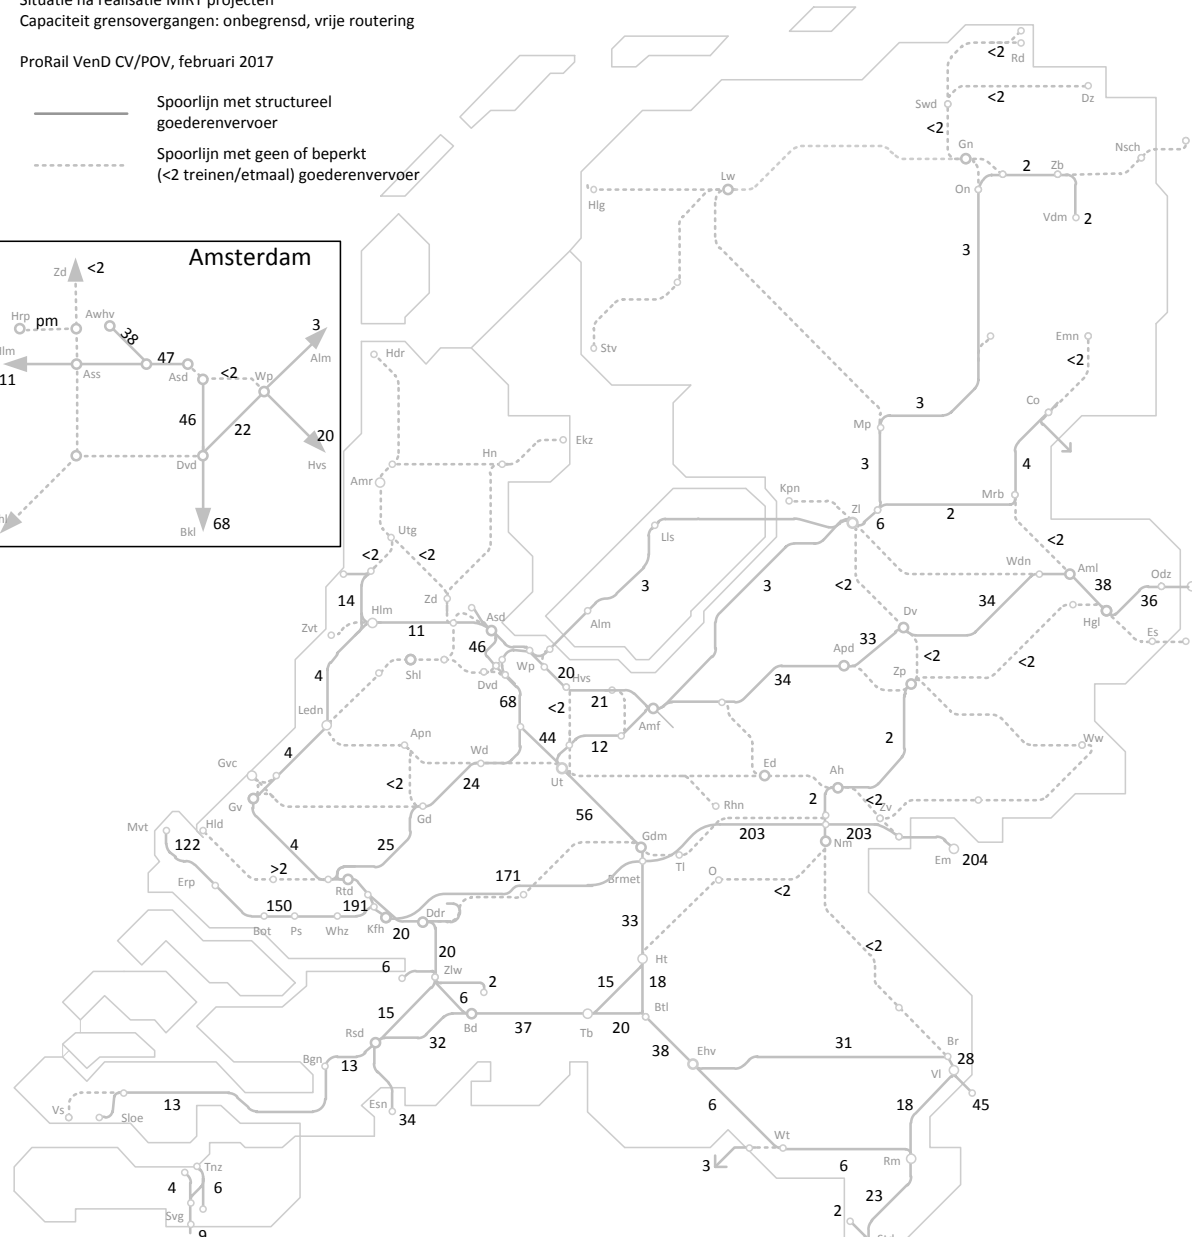 Situatie na realisatie MIRT projecten
Capaciteit grensovergangen: onbegrensd, vrije routering
ProRail VenD CV/POV, februari 2017
Spoorlijn met structureel
goederenvervoer
Spoorlijn met geen of beperkt
(<2 treinen/etmaal) goederenvervoer
Amsterdam
Zd
<2
Hrp
pm
Awhv
38
3
Alm
11
Ass
47
Asd
<2
Wp
46
22
20
Hvs
Dvd
Bkl
68
<2
Rd
Swd
<2
Dz
<2
Gn
Nsch
2
Zb
On
Vdm
2
Lw
Hlg
3
Stv
Emn
<2
Hdr
3
Co
Mp
Ekz
Hn
3
4
Amr
Kpn
Mrb
Zl
6
2
Utg
Lls
<2
<2
<2
3
3
<2
Wdn
Aml
38
Odz
36
14
Zd
Hlm
Asd
Alm
34
Hgl
Zvt
11
Dv
Es
46
33
Apd
Wp
20
Hvs
<2
<2
4
Shl
Dvd
34
Zp
68
<2
21
Ledn
Amf
Apn
44
12
2
Ww
4
Wd
Gvc
Ut
Ed
Ah
24
<2
Gv
2
<2
Gd
Rhn
Zv
56
Mvt
Hld
122
4
25
Gdm
203
203
Nm
Em
204
Erp
>2
171
Tl
O
Brmet
<2
Rtd
150
191
Bot
Ps
Whz
Kfh
20
Ddr
33
20
<2
6
Zlw
2
Ht
15
18
6
15
Btl
Rsd
Bd
37
Tb
20
32
38
31
Br
Bgn
13
Ehv
28
Vl
13
Esn
34
6
18
45
Vs
Sloe
Wt
3
6
Rm
Tnz
4
6
23
Svg
2
9